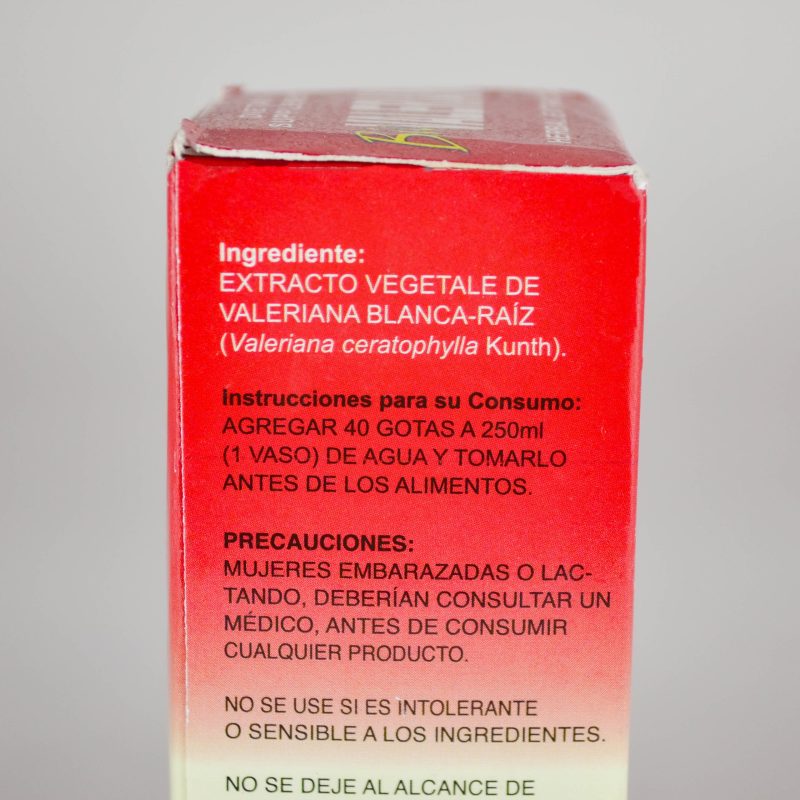 Ingrediente:
EXTRACTO VEGETALE DE
VALERIANA BLANCA-RAÍZ
(Valeriana ceratophylla Kunth).
Instrucciones para su Consumo:
AGREGAR 40 GOTAS A 250ml
(1 VASO) DE AGUA Y TOMARLO
ANTES DE LOS ALIMENTOS.
PRECAUCIONES:
MUJERES EMBARAZADAS O LAC-
TANDO, DEBERÍAN CONSULTAR UN
MÉDICO, ANTES DE CONSUMIR
CUALQUIER PRODUCTO.
NO SE USE SI ES INTOLERANTE
O SENSIBLE A LOS INGREDIENTES.
NO SE DEJE AL ALCANCE DE